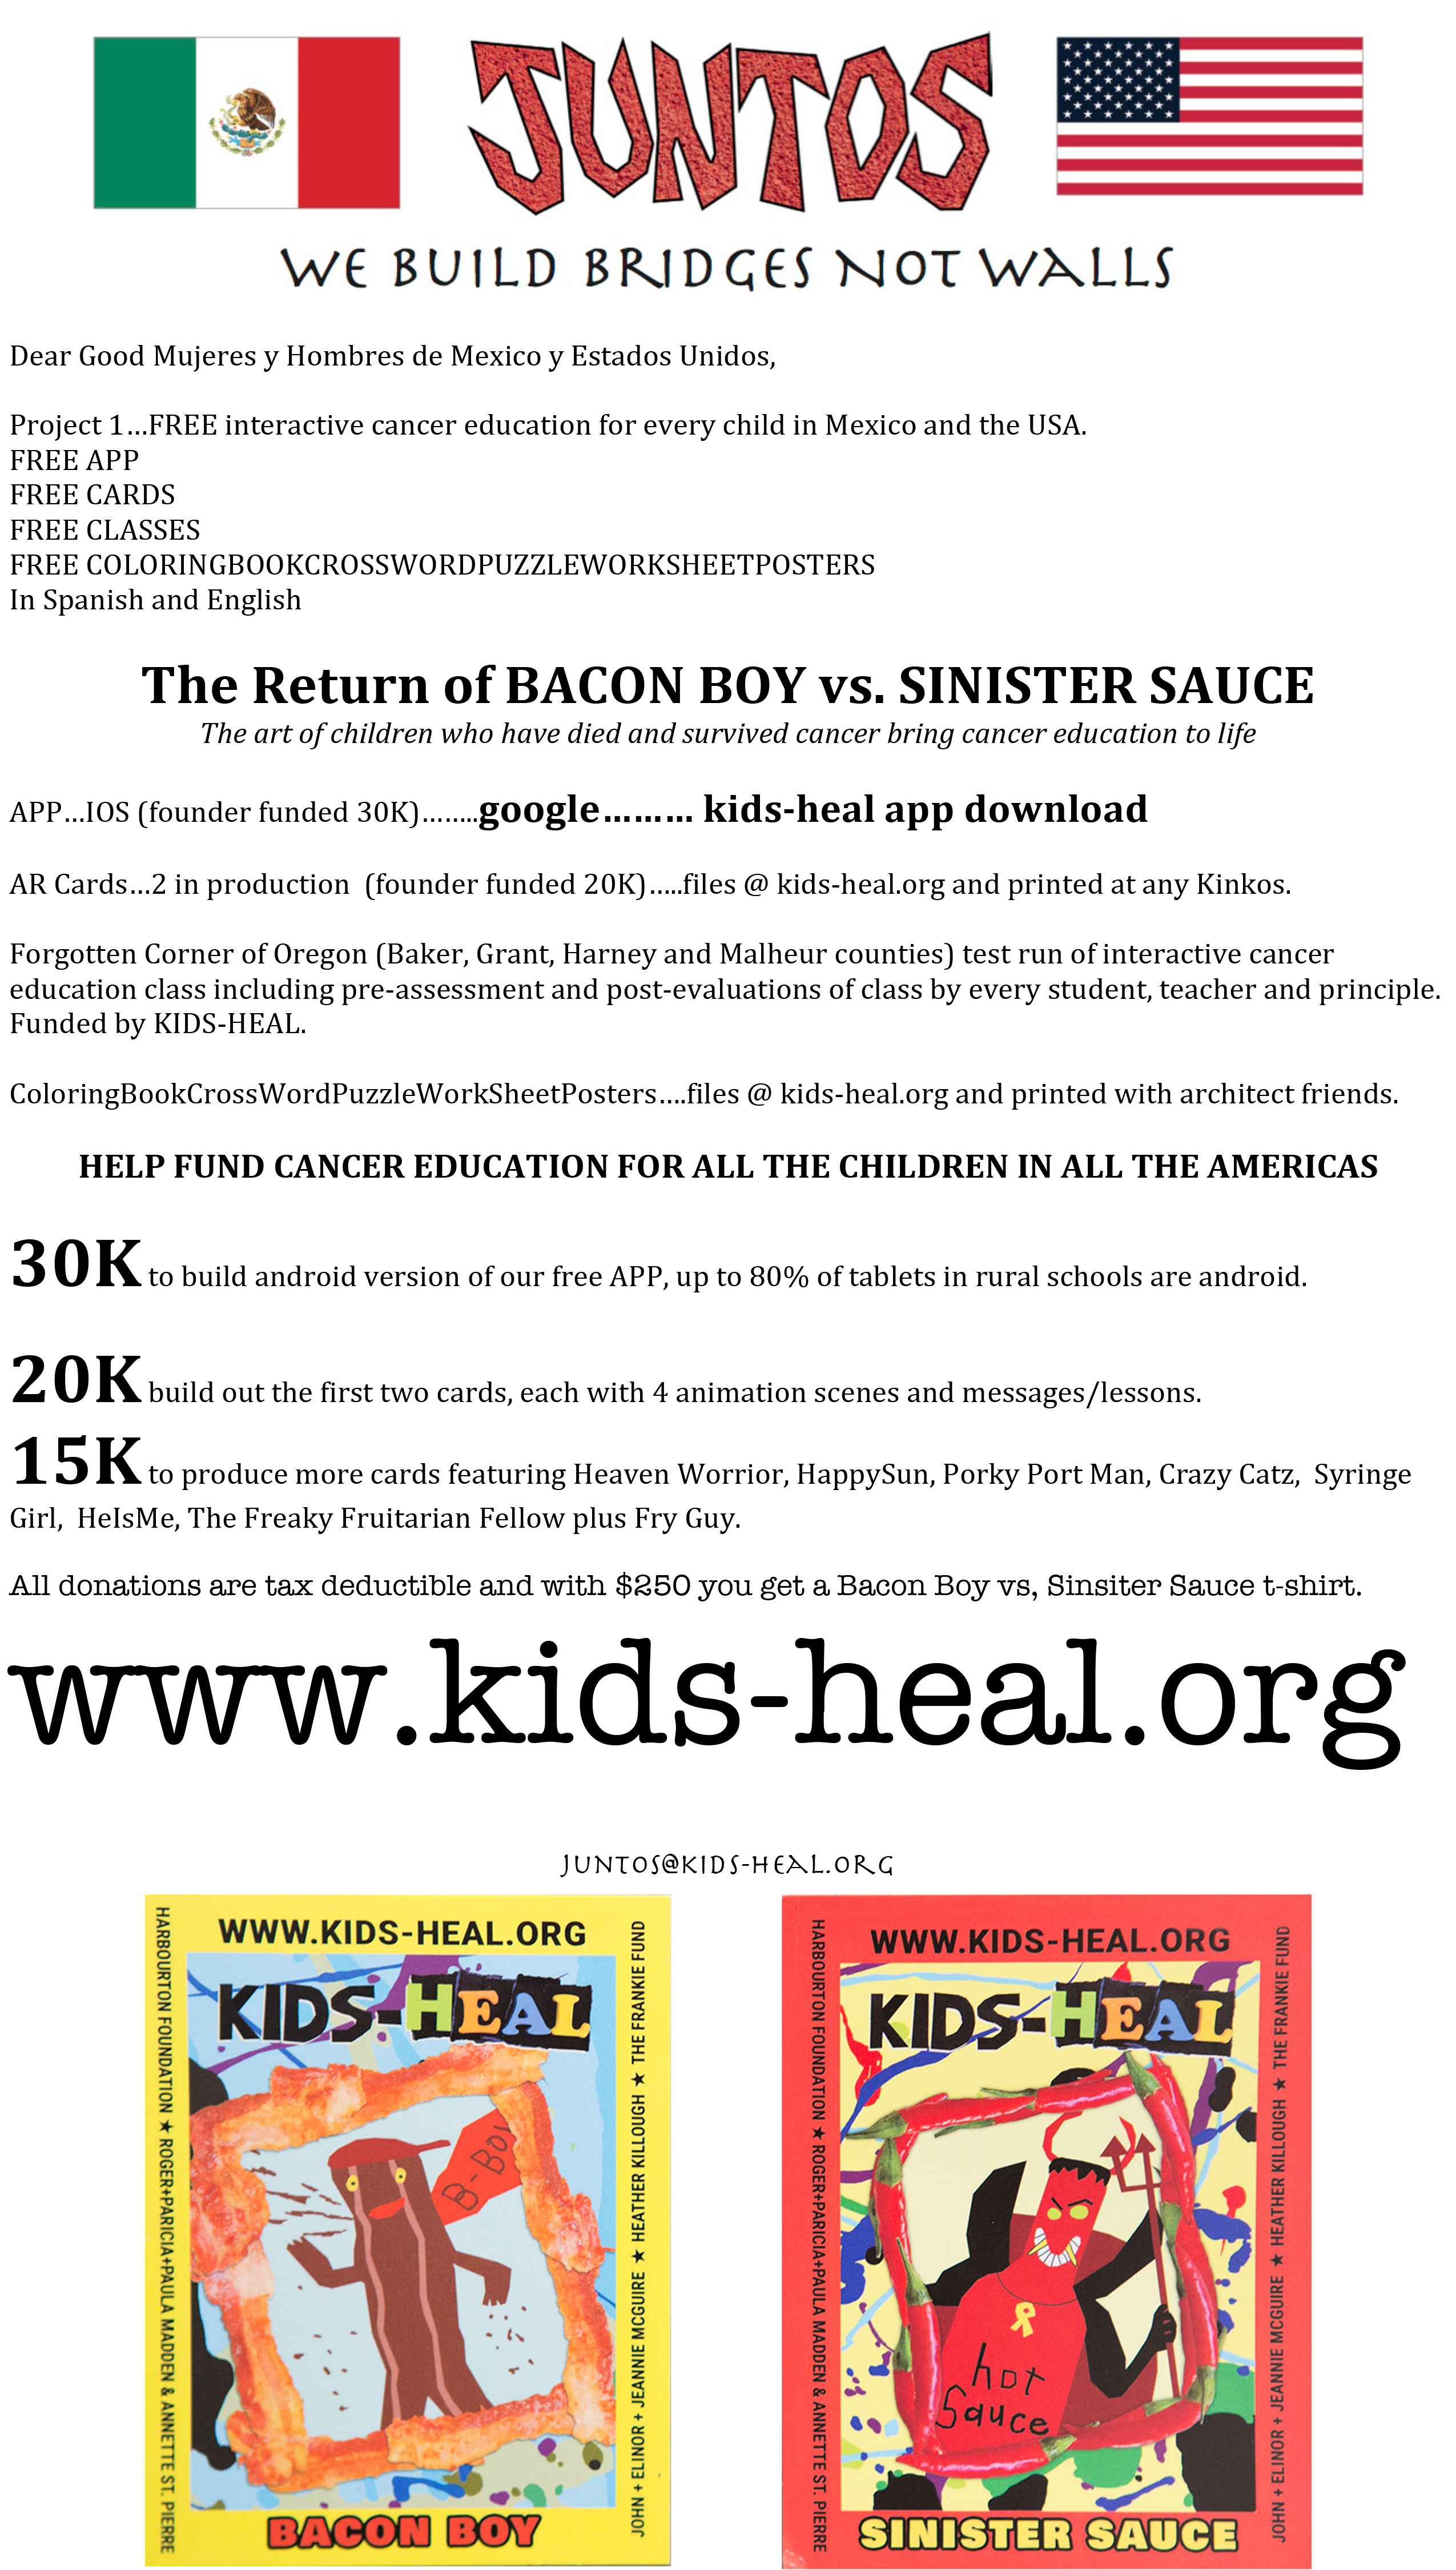 JUNTOS
WE BUILD BRIDGES NOT WALLS
Dear Good Mujeres y Hombres de Mexico y Estados Unidos,
Project 1...FREE interactive cancer education for every child in Mexico and the USA.
FREE APP
FREE CARDS
FREE CLASSES
FREE COLORINGBOOKCROSSWORDPUZZLEWORKSHEETPOSTERS
In Spanish and English
The Return of BACON BOY vs. SINISTER SAUCE
The art of children who have died and survived cancer bring cancer education to life
APP...IOS (founder funded 30K)........google......... kids-heal app download
AR Cards...2 in production  (founder funded 20K).....files @ kids-heal.org and printed at any Kinkos.
Forgotten Corner of Oregon (Baker, Grant, Harney and Malheur counties) test run of interactive cancer
education class including pre-assessment and post-evaluations of class by every student, teacher and principle.
Funded by KIDS-HEAL.
ColoringBookCrossWordPuzzleWorkSheetPosters....files @ kids-heal.org and printed with architect friends.
HELP FUND CANCER EDUCATION FOR ALL THE CHILDREN IN ALL THE AMERICAS
30K to build android version of our free APP, up to 80% of tablets in rural schools are android.
20K build out the first two cards, each with 4 animation scenes and messages/lessons.
15K to produce more cards featuring Heaven Worrior, HappySun, Porky Port Man, Crazy Catz,  Syringe
Girl,  HeIsMe, The Freaky Fruitarian Fellow plus Fry Guy.
All donations are tax deductible and with $250 you get a Bacon Boy vs, Sinsiter Sauce t-shirt.
www.kids-heal.org
JUNTOS@KIDS-HEAL.ORG
WWW.KIDS-HEAL.ORG
KIDS-HEAL
HARBOURTON FOUNDATION ★ ROGER+PARICIA+PAULA MADDEN & ANNETTE ST. PIERRE
JOHN + ELINOR + JEANNIE MCGUIRE ★ HEATHER KILLOUGH ★ THE FRANKIE FUND
B-Boy
BACON BOY
WWW.KIDS-HEAL.ORG
KIDS-HEAL
HARBOURTON FOUNDATION ★ ROGER+PARICIA+PAULA MADDEN & ANNETTE ST. PIERRE
JOHN + ELINOR + JEANNIE MCGUIRE ★ HEATHER KILLOUGH ★ THE FRANKIE FUND
hot
Sauce
SINISTER SAUCE